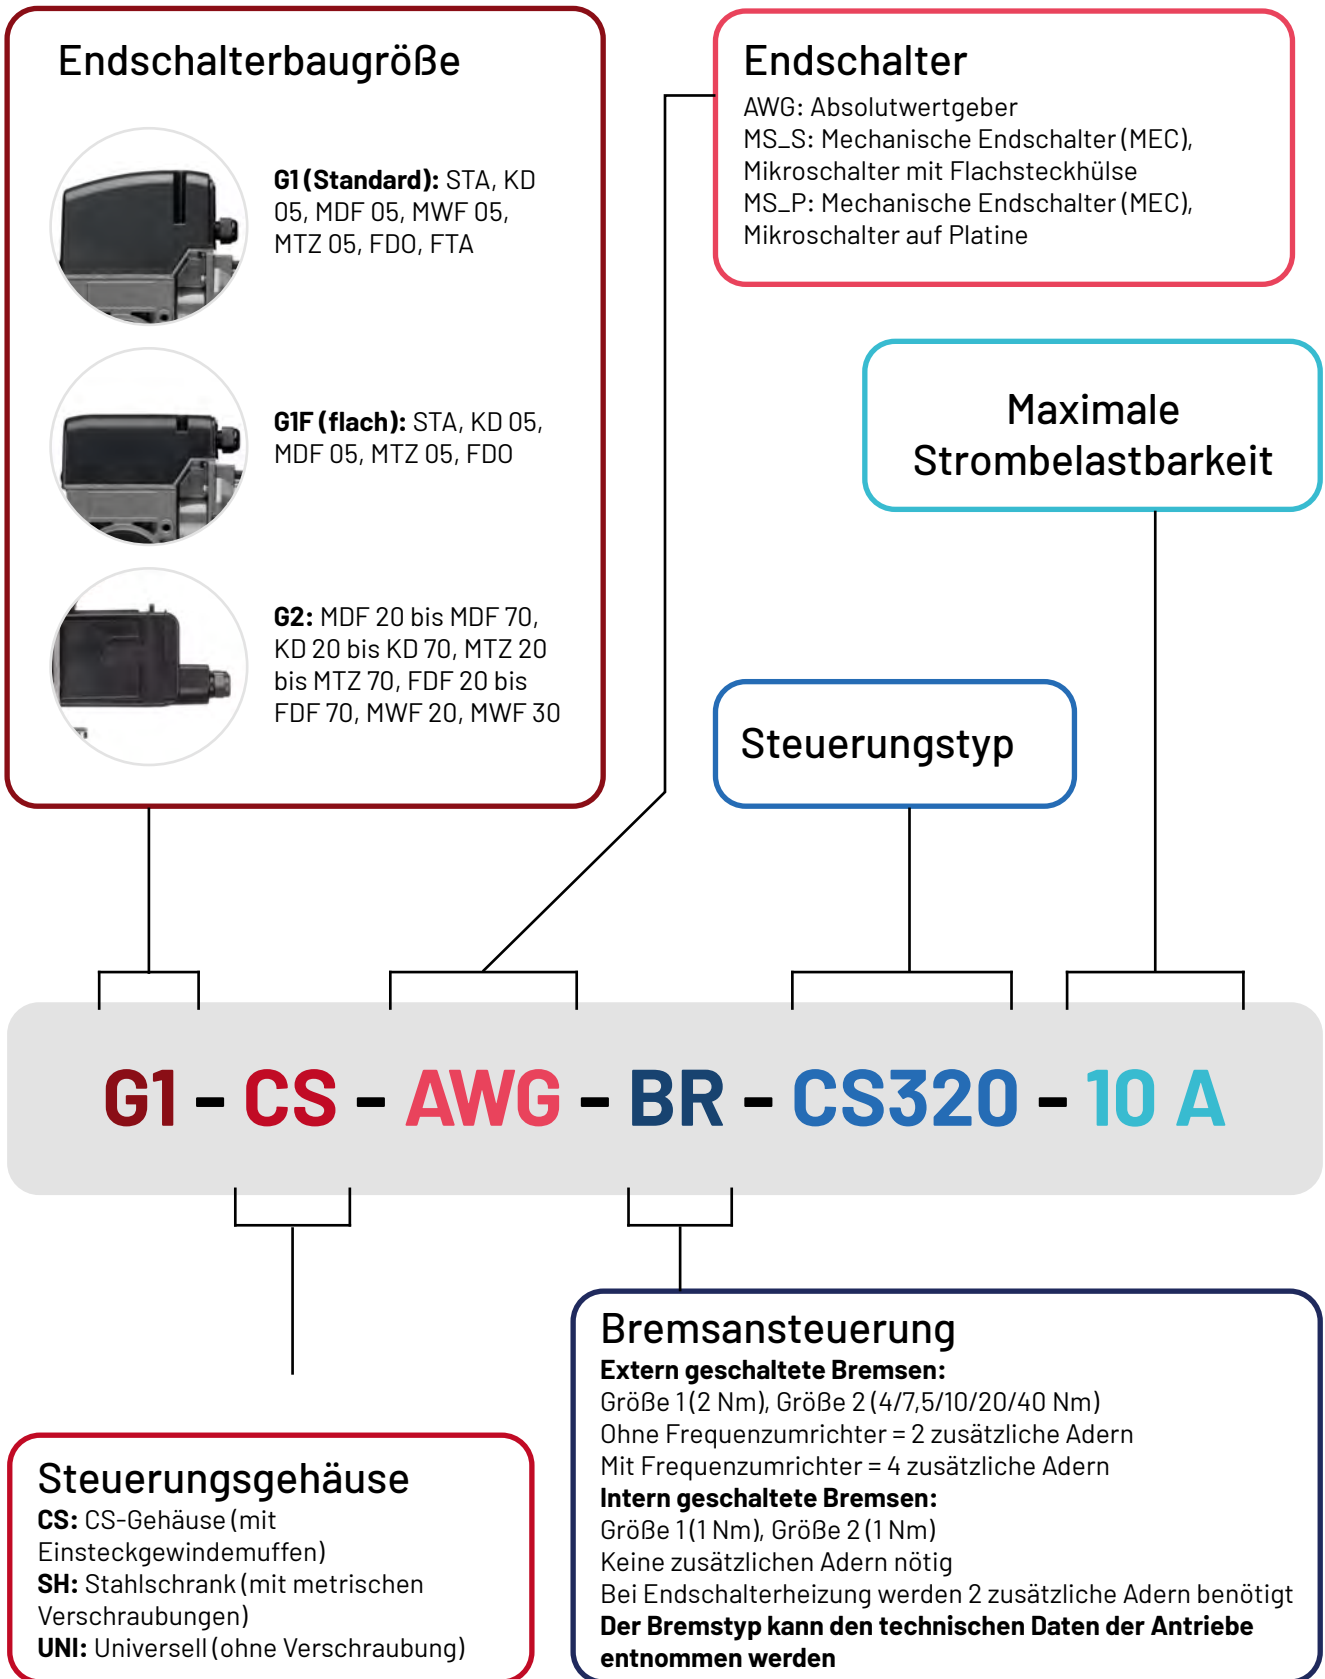 Endschalterbaugröße
G1 (Standard): STA, KD
05, MDF 05, MWF 05,
MTZ 05, FDO, FTA
G1F (flach): STA, KD 05,
MDF 05, MTZ 05, FDO
G2: MDF 20 bis MDF 70,
KD 20 bis KD 70, MTZ 20
bis MTZ 70, FDF 20 bis
FDF 70, MWF 20, MWF 30
Endschalter
AWG: Absolutwertgeber
MS_S: Mechanische Endschalter (MEC),
Mikroschalter mit Flachsteckhülse
MS_P: Mechanische Endschalter (MEC),
Mikroschalter auf Platine
Maximale
Strombelastbarkeit
Steuerungstyp
G1 – CS – AWG – BR – CS320 – 10 A
Steuerungsgehäuse
CS: CS-Gehäuse (mit
Einsteckgewindemuffen)
SH: Stahlschrank (mit metrischen
Verschraubungen)
UNI: Universell (ohne Verschraubung)
Bremsansteuerung
Extern geschaltete Bremsen:
Größe 1 (2 Nm), Größe 2 (4/7,5/10/20/40 Nm)
Ohne Frequenzumrichter = 2 zusätzliche Adern
Mit Frequenzumrichter = 4 zusätzliche Adern
Intern geschaltete Bremsen:
Größe 1 (1 Nm), Größe 2 (1 Nm)
Keine zusätzlichen Adern nötig
Bei Endschalterheizung werden 2 zusätzliche Adern benötigt
Der Bremstyp kann den technischen Daten der Antriebe
entnommen werden